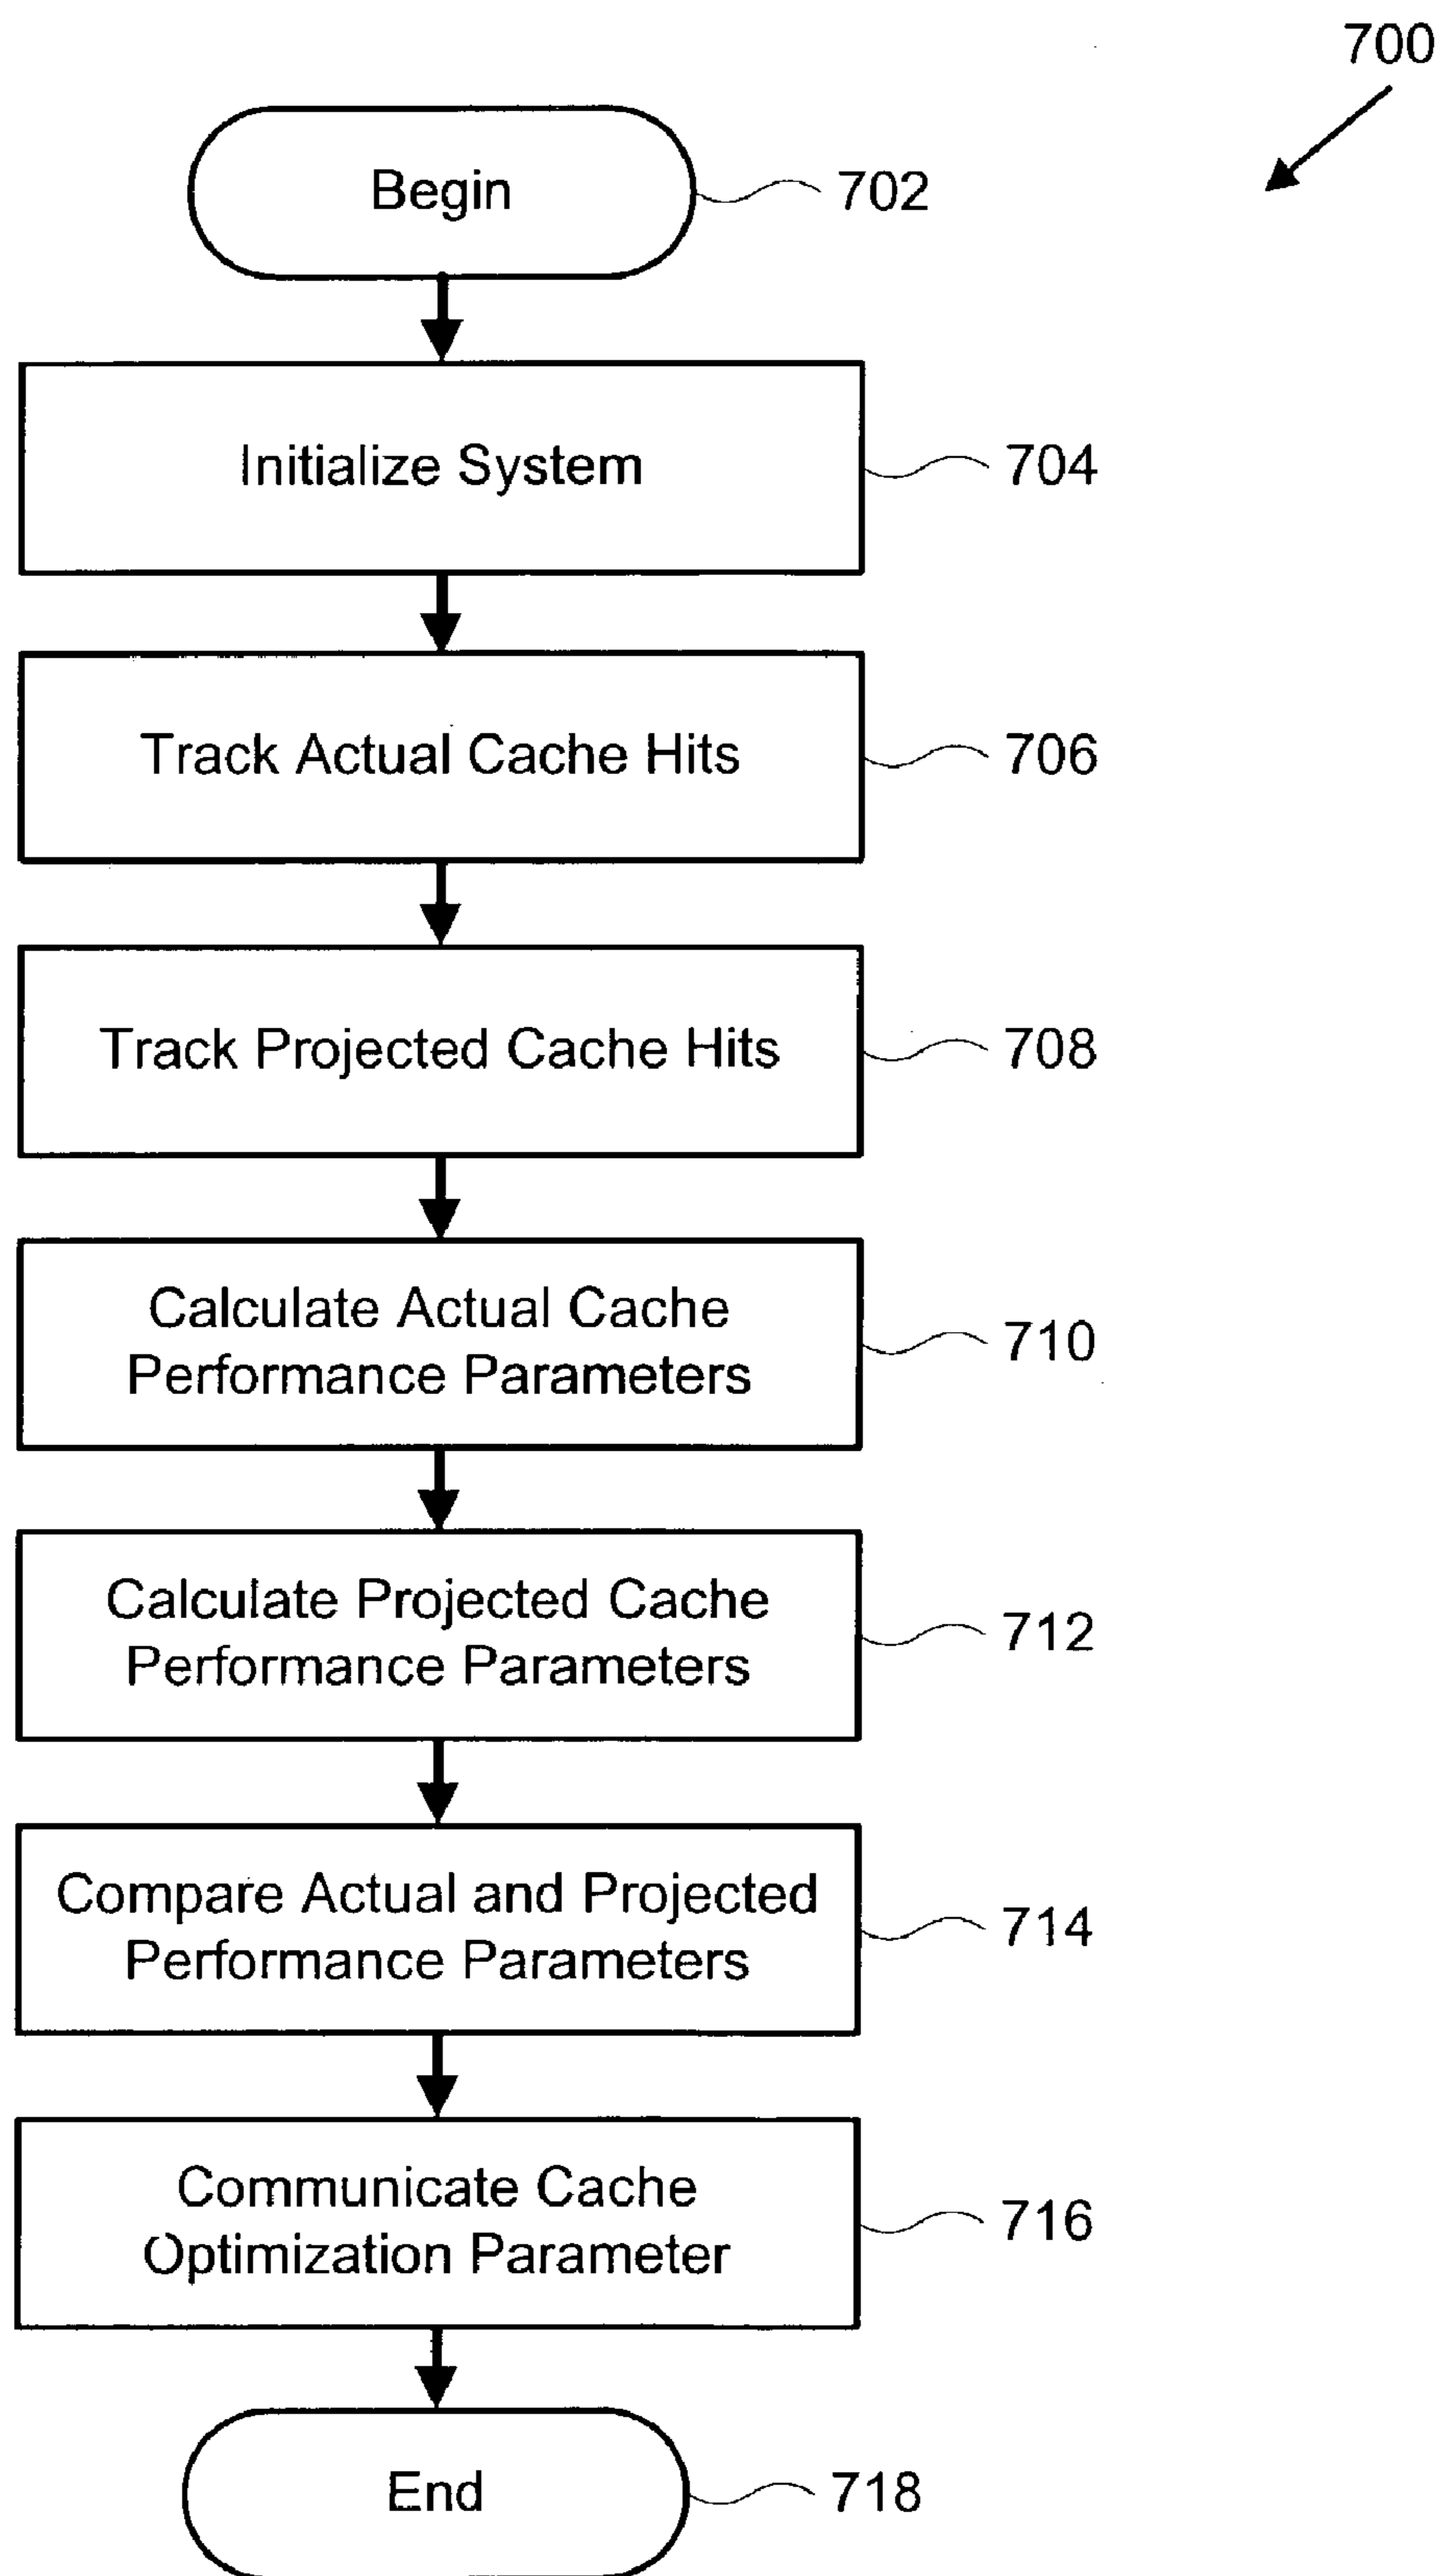 700
Begin
702
Initialize System
704
Track Actual Cache Hits
706
Track Projected Cache Hits
708
Calculate Actual Cache
Performance Parameters
710
Calculate Projected Cache
Performance Parameters
712
Compare Actual and Projected
Performance Parameters
714
Communicate Cache
Optimization Parameter
716
End
718